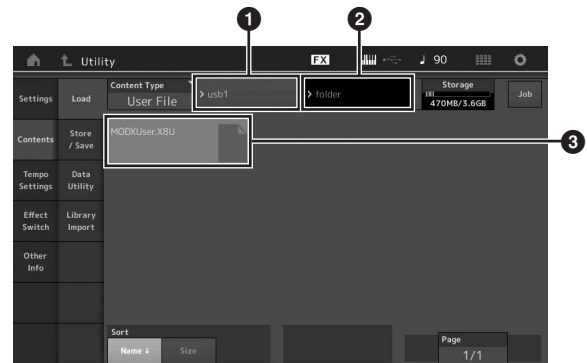 1 2
Utility FX 90
Settings Load Content Type User File > usb1 > folder Storage 470MB/3.6GB Job
Contents Store / Save MODXUser.X8U 3
Tempo Settings Data Utility
Effect Switch Library Import
Other Info
Sort
Name ↓ Size
Page
1/1